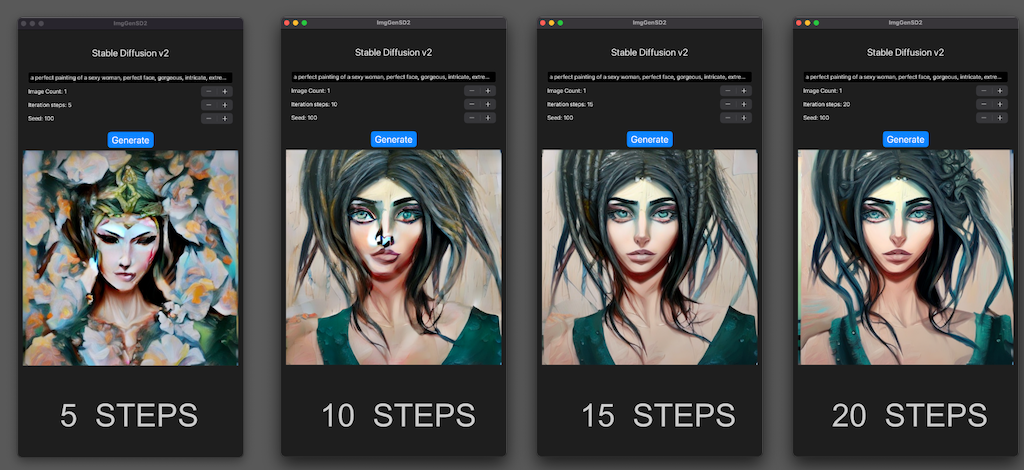 ImgGenSD2
Stable Diffusion v2
a perfect painting of a sexy woman, perfect face, gorgeous, intricate, extre...
Image Count: 1
Iteration steps: 5
Seed: 100
Generate
5 STEPS
ImgGenSD2
Stable Diffusion v2
a perfect painting of a sexy woman, perfect face, gorgeous, intricate, extre...
Image Count: 1
Iteration steps: 10
Seed: 100
Generate
10 STEPS
ImgGenSD2
Stable Diffusion v2
a perfect painting of a sexy woman, perfect face, gorgeous, intricate, extre...
Image Count: 1
Iteration steps: 15
Seed: 100
Generate
15 STEPS
ImgGenSD2
Stable Diffusion v2
a perfect painting of a sexy woman, perfect face, gorgeous, intricate, extre...
Image Count: 1
Iteration steps: 20
Seed: 100
Generate
20 STEPS